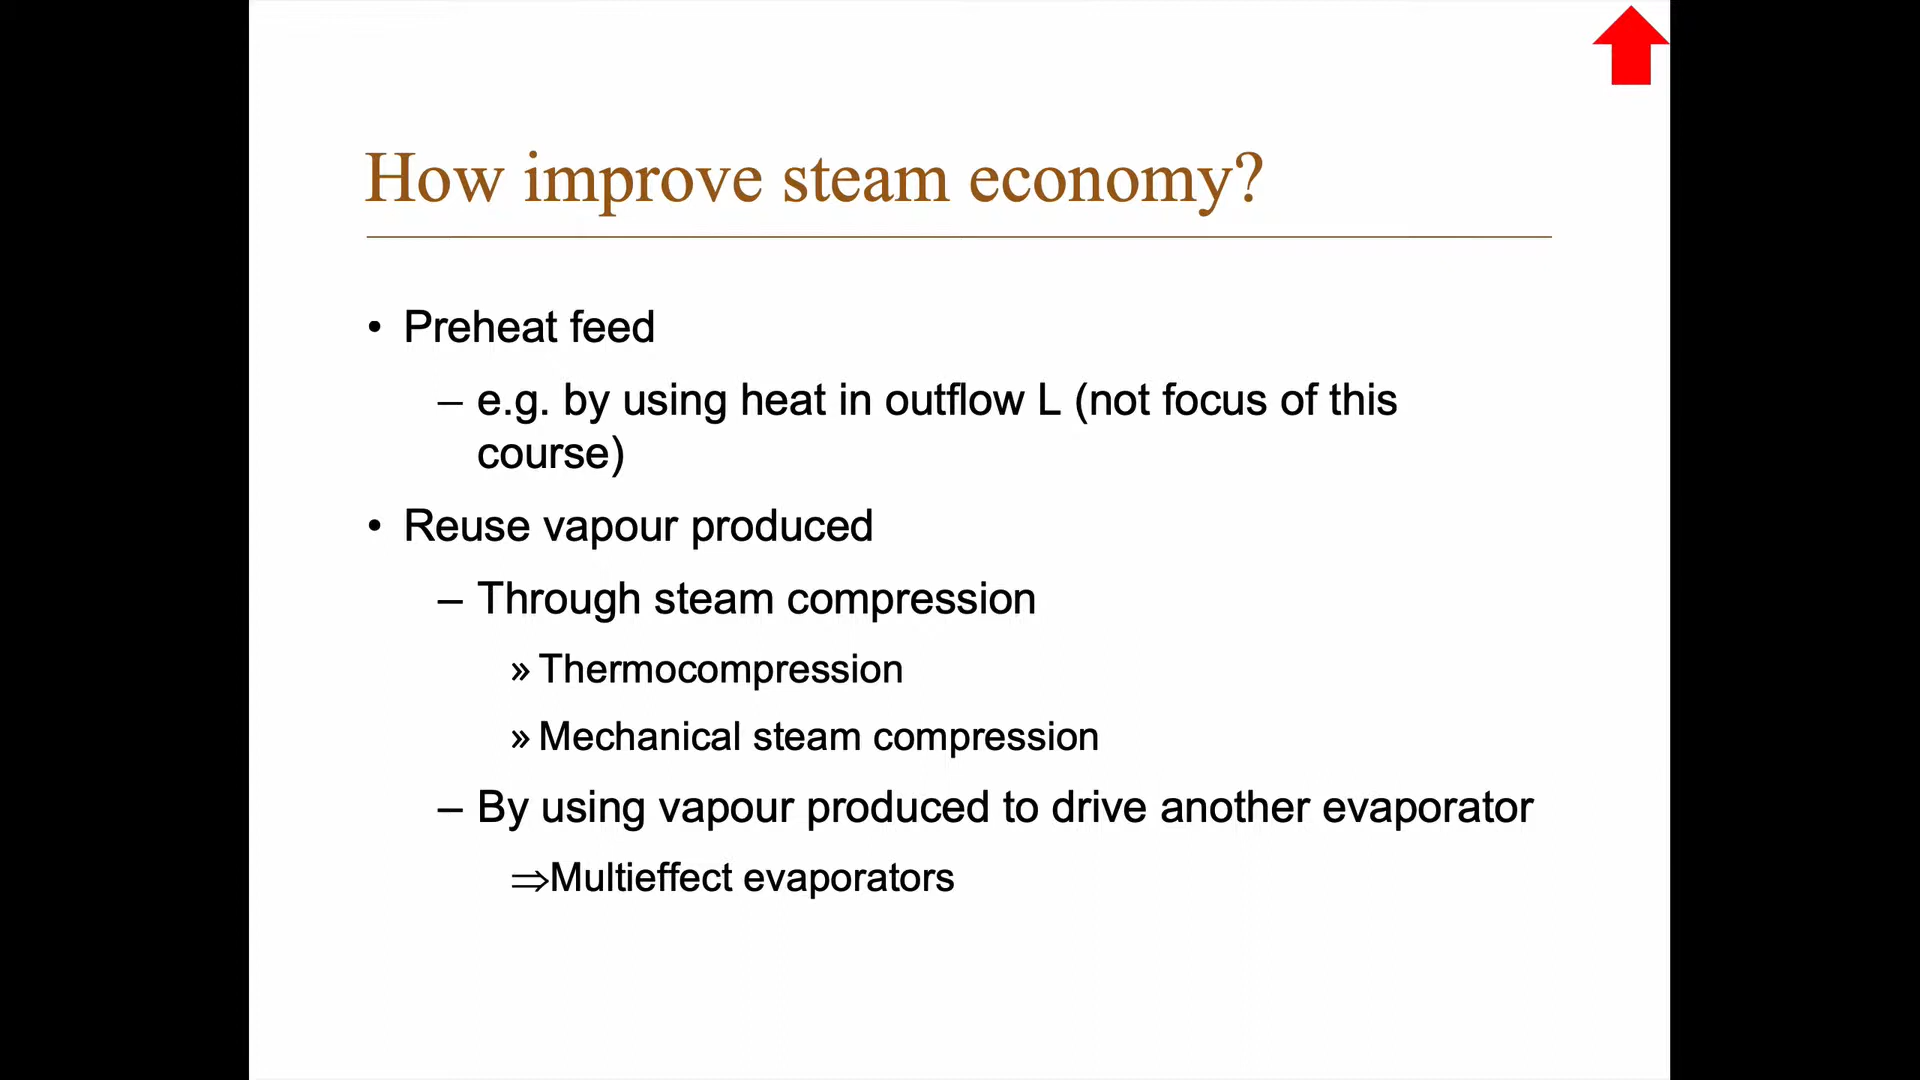 How improve steam economy?
• Preheat feed
– e.g. by using heat in outflow L (not focus of this
course)
• Reuse vapour produced
– Through steam compression
» Thermocompression
» Mechanical steam compression
– By using vapour produced to drive another evaporator
⇒Multieffect evaporators